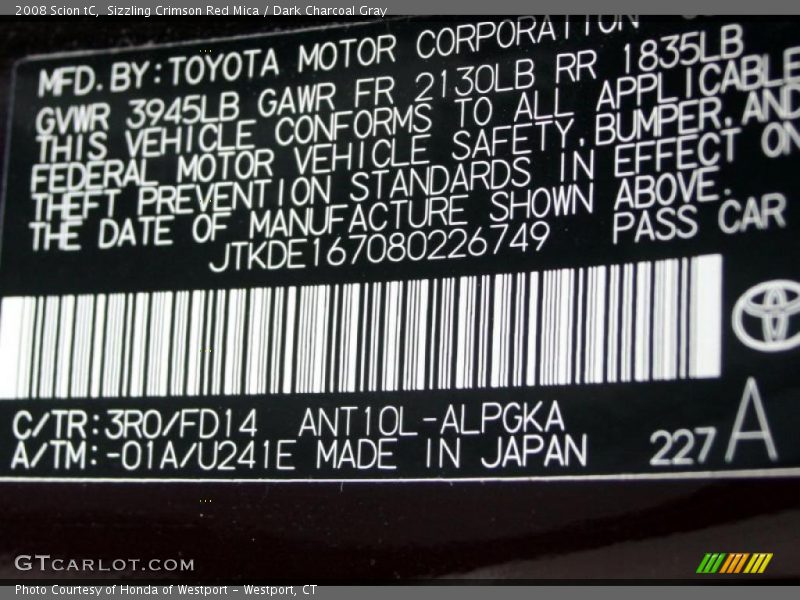 2008 Scion tC, Sizzling Crimson Red Mica / Dark Charcoal Gray
MFD. BY: TOYOTA MOTOR CORPORATION
GVWR 3945LB GAWR FR 2130LB RR 1835LB
THIS VEHICLE CONFORMS TO ALL APPLICABLE
FEDERAL MOTOR VEHICLE SAFETY, BUMPER, AND
THEFT PREVENTION STANDARDS IN EFFECT ON
THE DATE OF MANUFACTURE SHOWN ABOVE.
JTKDE167080226749 PASS CAR
C/TR: 3R0/FD14 ANT10L-ALPGKA
A/TM: -01A/U241E MADE IN JAPAN 227 A
GTCARLOT.COM
Photo Courtesy of Honda of Westport - Westport, CT